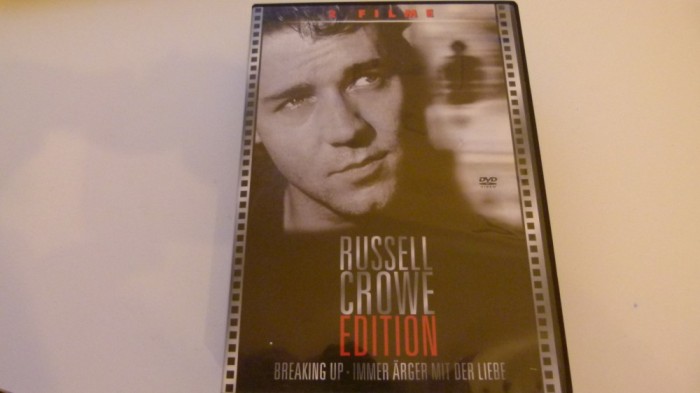 FILME
DVD
RUSSELL
CROWE
EDITION
BREAKING UP - IMMER ÄRGER MIT DER LIEBE